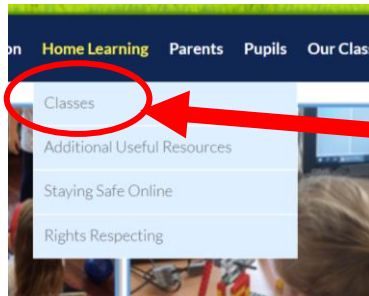 on Home Learning Parents Pupils Our Clas
Classes
Additional Useful Resources
Staying Safe Online
Rights Respecting